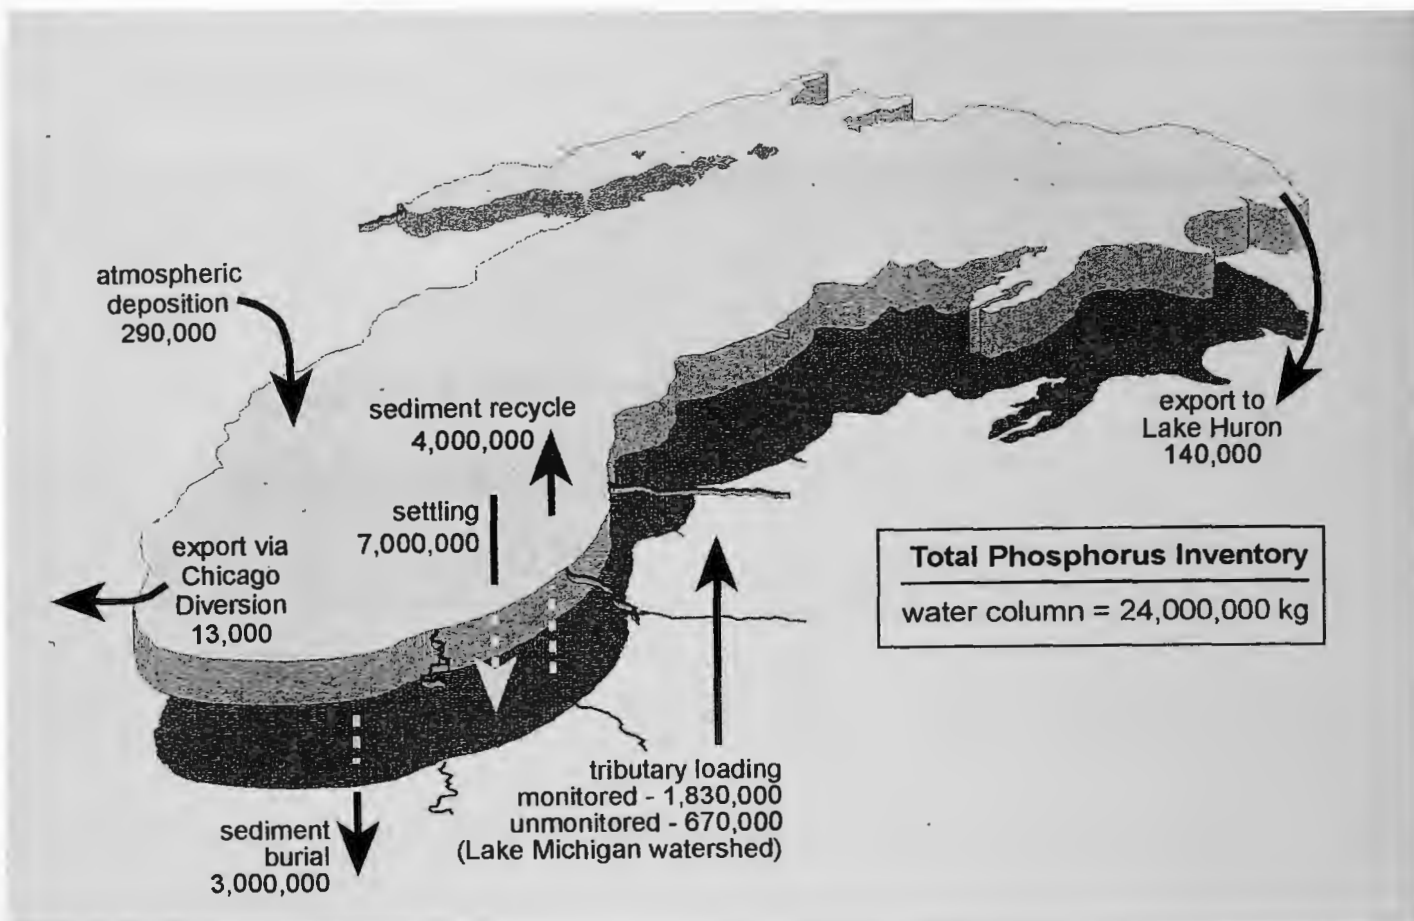 atmospheric
deposition
290,000
sediment recycle
4,000,000
settling
7,000,000
export via
Chicago
Diversion
13,000
export to
Lake Huron
140,000
Total Phosphorus Inventory
water column = 24,000,000 kg
tributary loading
monitored - 1,830,000
unmonitored - 670,000
(Lake Michigan watershed)
sediment
burial
3,000,000